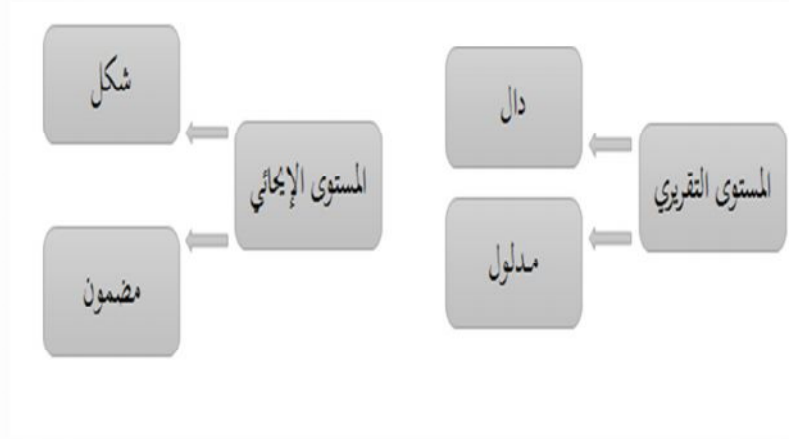 المستوى التقريري
دال
مدلول
المستوى الإيحائي
شكل
مضمون